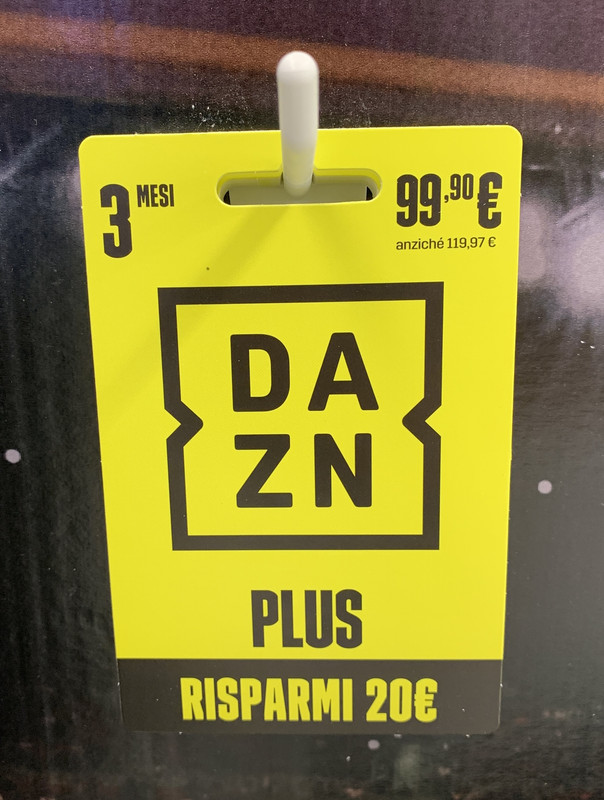 3 MESI
99,90€
anziché 119,97 €
DA
ZN
PLUS
RISPARMI 20€